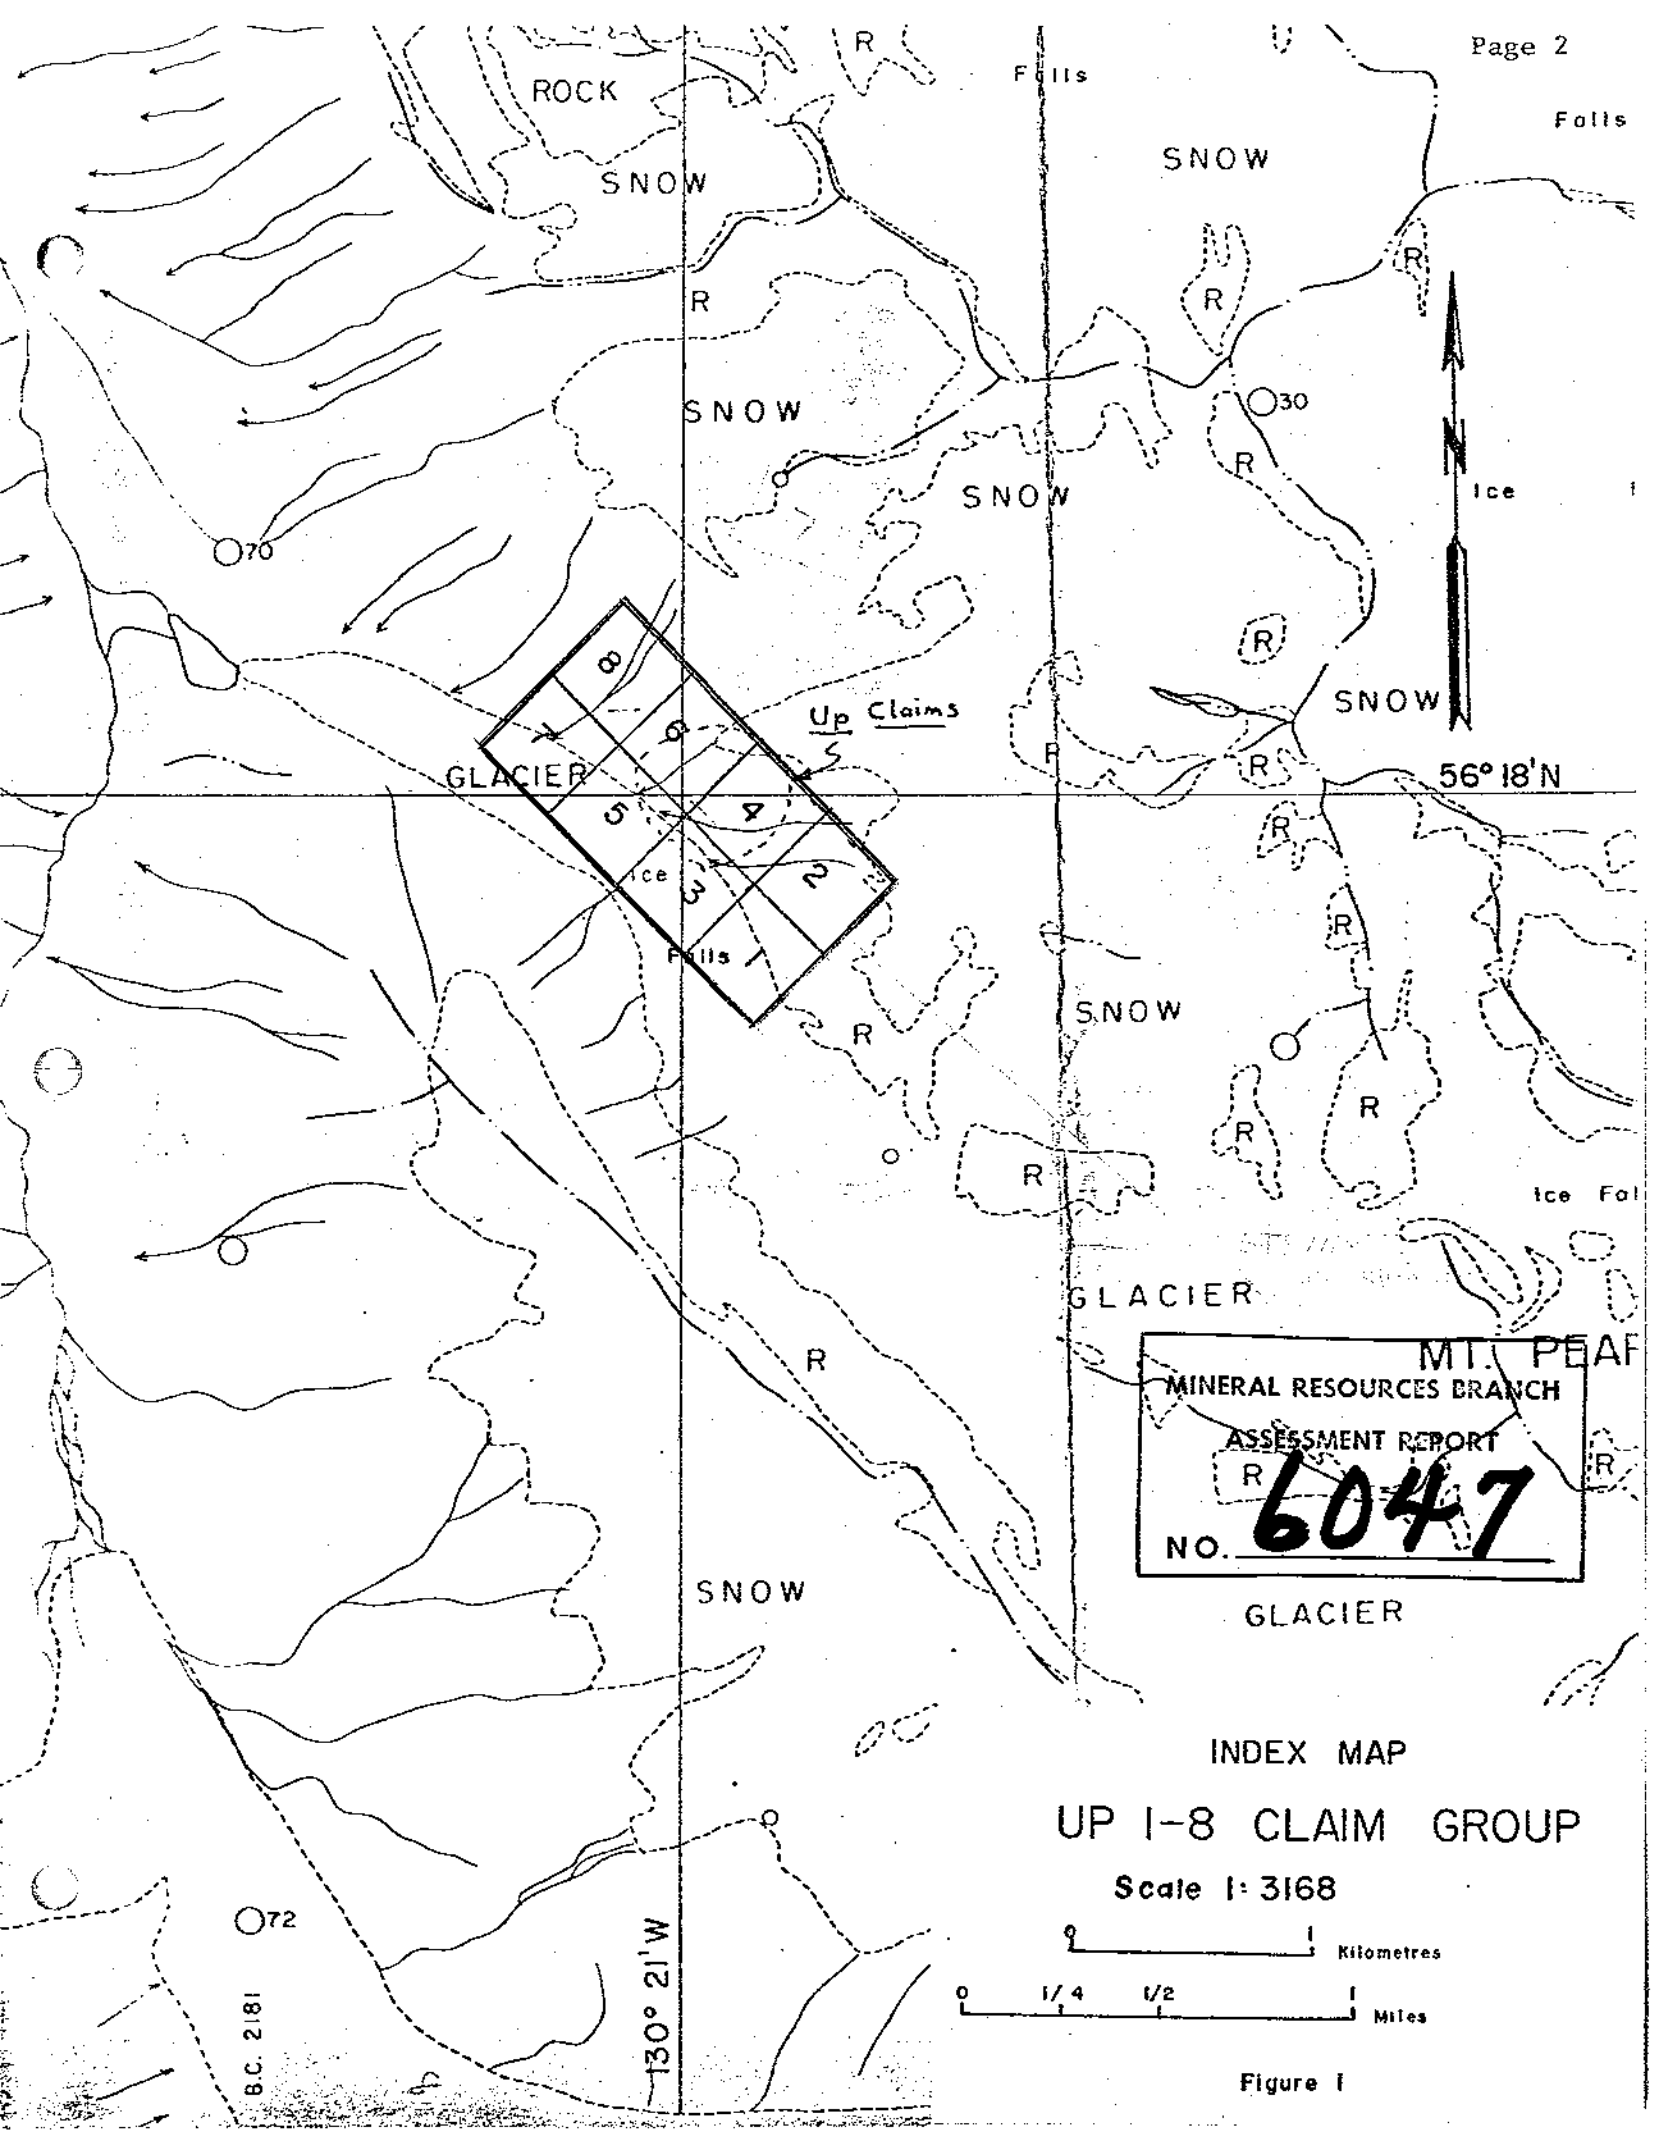 Page 2
R
Falls
ROCK
Falls
SNOW
SNOW
R
R
R
SNOW
30
R
SNOW
Ice
70
R
8
SNOW
Up Claims
7
6
R
R
GLACIER
56° 18' N
5
4
R
Ice
3
2
R
Falls
1
SNOW
R
R
R
R
Ice Fal
GLACIER
MT. PEAR
R
MINERAL RESOURCES BRANCH
ASSESSMENT REPORT
R
R
NO. 6047
SNOW
GLACIER
INDEX MAP
UP 1-8 CLAIM GROUP
Scale 1: 3168
72
0 1
Kilometres
130° 21' W
B.C. 2181
0 1/4 1/2 1
Miles
Figure 1